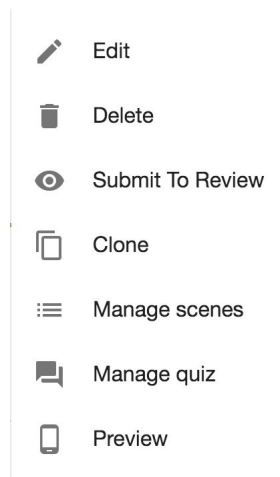 Edit
Delete
Submit To Review
Clone
Manage scenes
Manage quiz
Preview